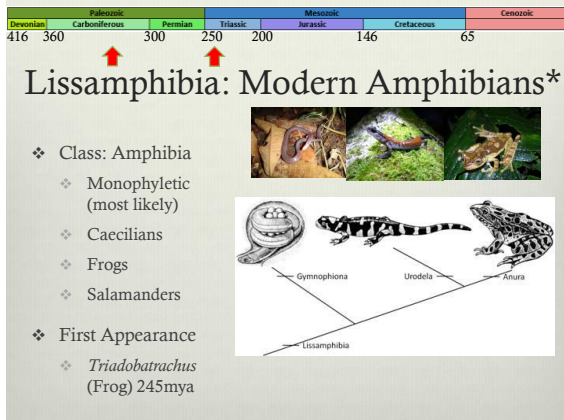 Paleozoic Mesozoic Cenozoic
Devonian Carboniferous Permian Triassic Jurassic Cretaceous
416 360 300 250 200 146 65
Lissamphibia: Modern Amphibians*
Class: Amphibia
Monophyletic
(most likely)
Caecilians
Frogs
Salamanders
First Appearance
Triadobatrachus
(Frog) 245mya
Gymnophiona Urodela Anura
Lissamphibia